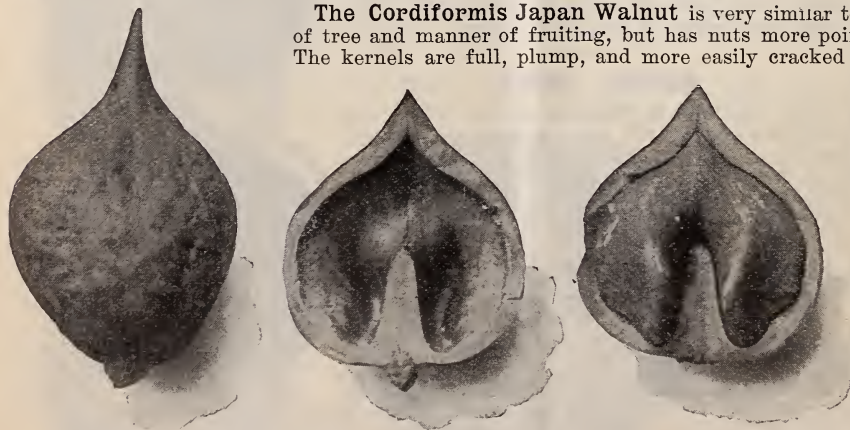 The Cordiformis Japan Walnut is very similar t
of tree and manner of fruiting, but has nuts more poi
The kernels are full, plump, and more easily cracked